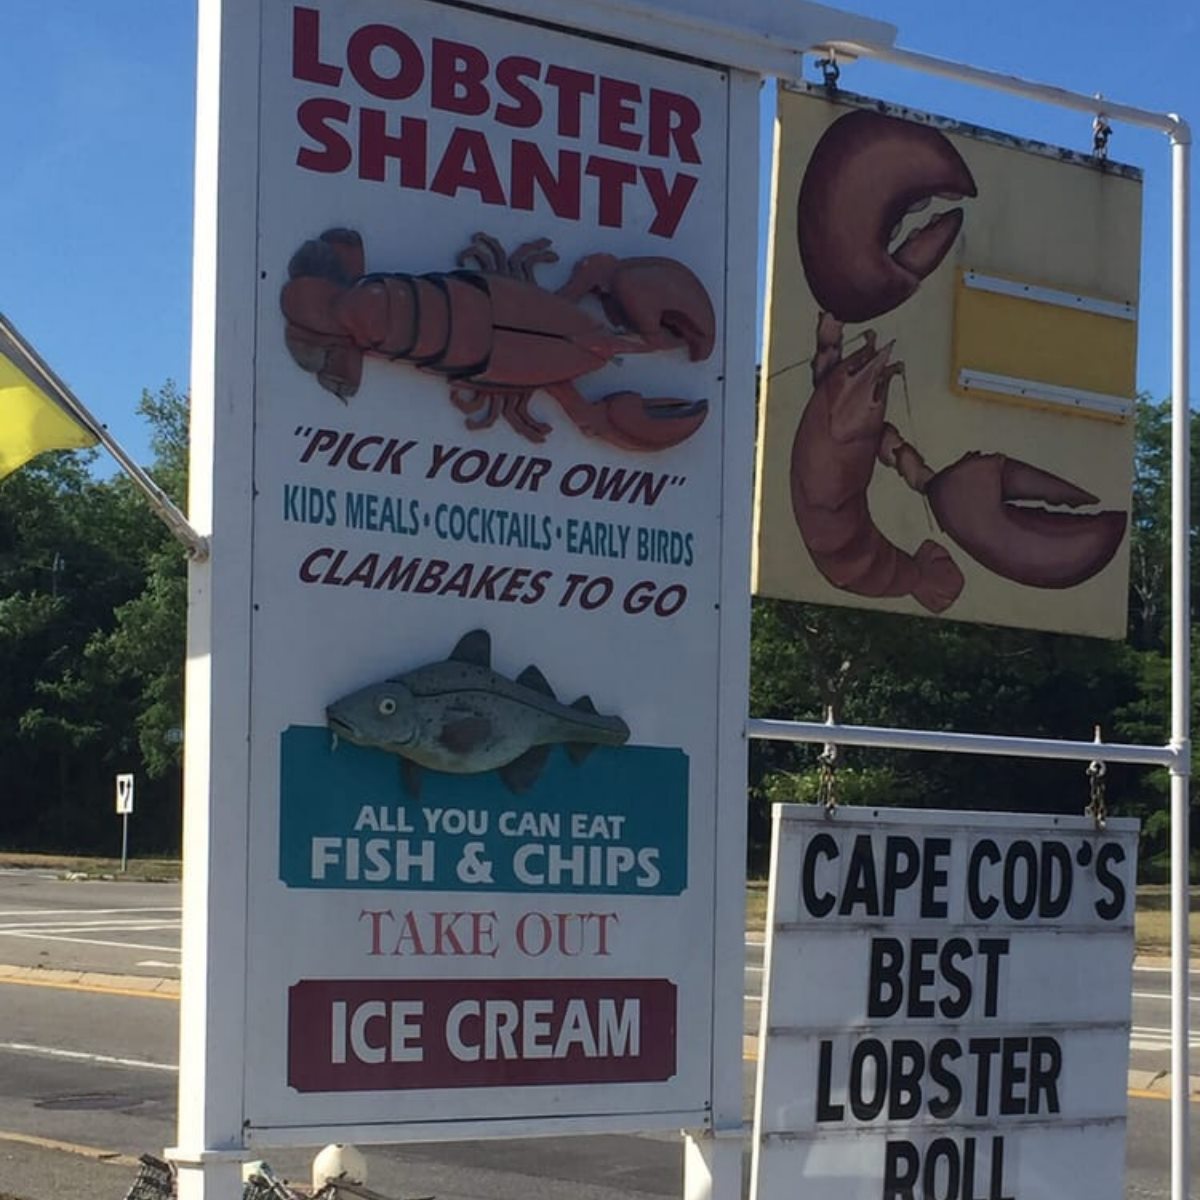 LOBSTER
SHANTY
"PICK YOUR OWN"
KIDS MEALS • COCKTAILS • EARLY BIRDS
CLAMBAKES TO GO
ALL YOU CAN EAT
FISH & CHIPS
TAKE OUT
ICE CREAM
CAPE COD'S
BEST
LOBSTER
ROLL